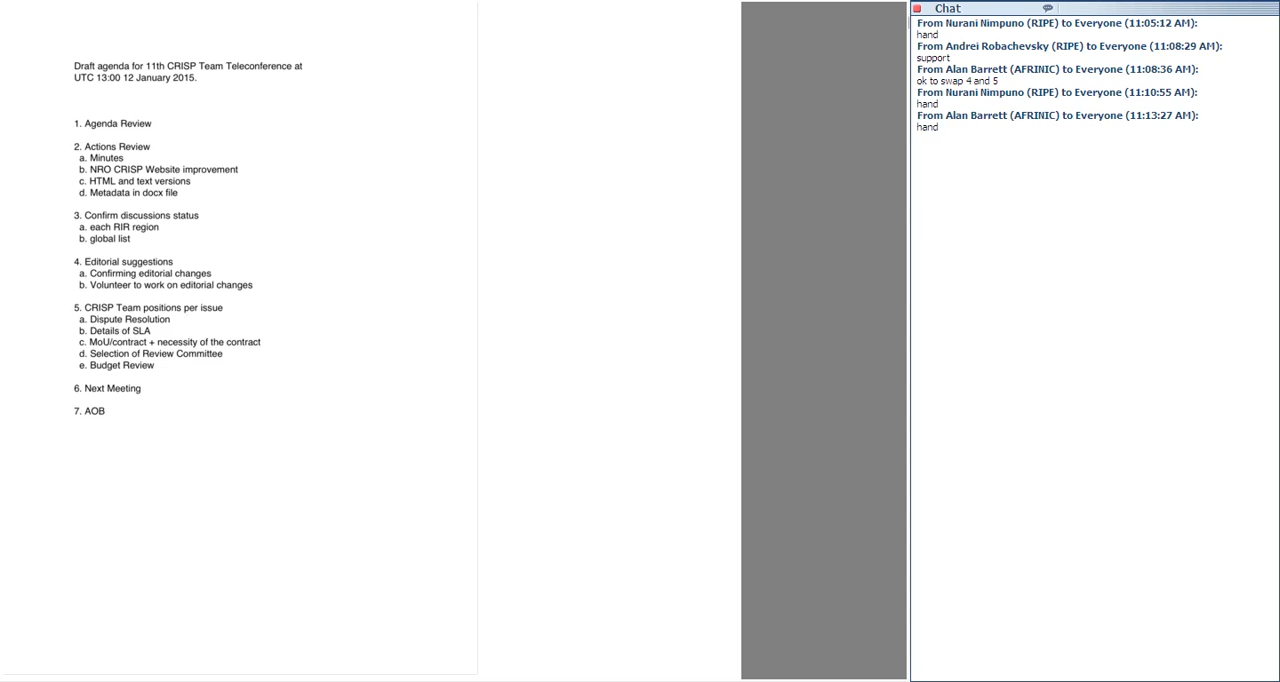 Draft agenda for 11th CRISP Team Teleconference at
UTC 13:00 12 January 2015.
1. Agenda Review
2. Actions Review
a. Minutes
b. NRO CRISP Website improvement
c. HTML and text versions
d. Metadata in docx file
3. Confirm discussions status
a. each RIR region
b. global list
4. Editorial suggestions
a. Confirming editorial changes
b. Volunteer to work on editorial changes
5. CRISP Team positions per issue
a. Dispute Resolution
b. Details of SLA
c. MoU/contract + necessity of the contract
d. Selection of Review Committee
e. Budget Review
6. Next Meeting
7. AOB
Chat
From Nurani Nimpuno (RIPE) to Everyone (11:05:12 AM):
hand
From Andrei Robachevsky (RIPE) to Everyone (11:08:29 AM):
support
From Alan Barrett (AFRINIC) to Everyone (11:08:36 AM):
ok to swap 4 and 5
From Nurani Nimpuno (RIPE) to Everyone (11:10:55 AM):
hand
From Alan Barrett (AFRINIC) to Everyone (11:13:27 AM):
hand